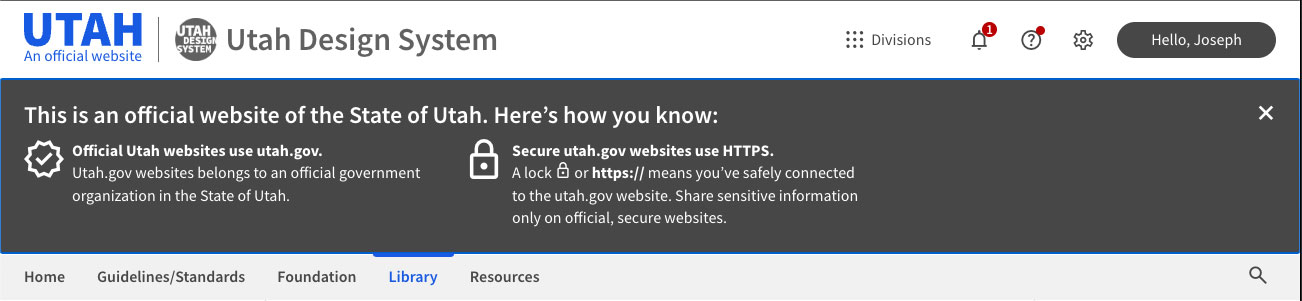 UTAH
An official website
UTAH
DESIGN
SYSTEM
Utah Design System
Divisions
1
Hello, Joseph
This is an official website of the State of Utah. Here’s how you know:
Official Utah websites use utah.gov.
Utah.gov websites belongs to an official government
organization in the State of Utah.
Secure utah.gov websites use HTTPS.
A lock or https:// means you’ve safely connected
to the utah.gov website. Share sensitive information
only on official, secure websites.
Home Guidelines/Standards Foundation Library Resources